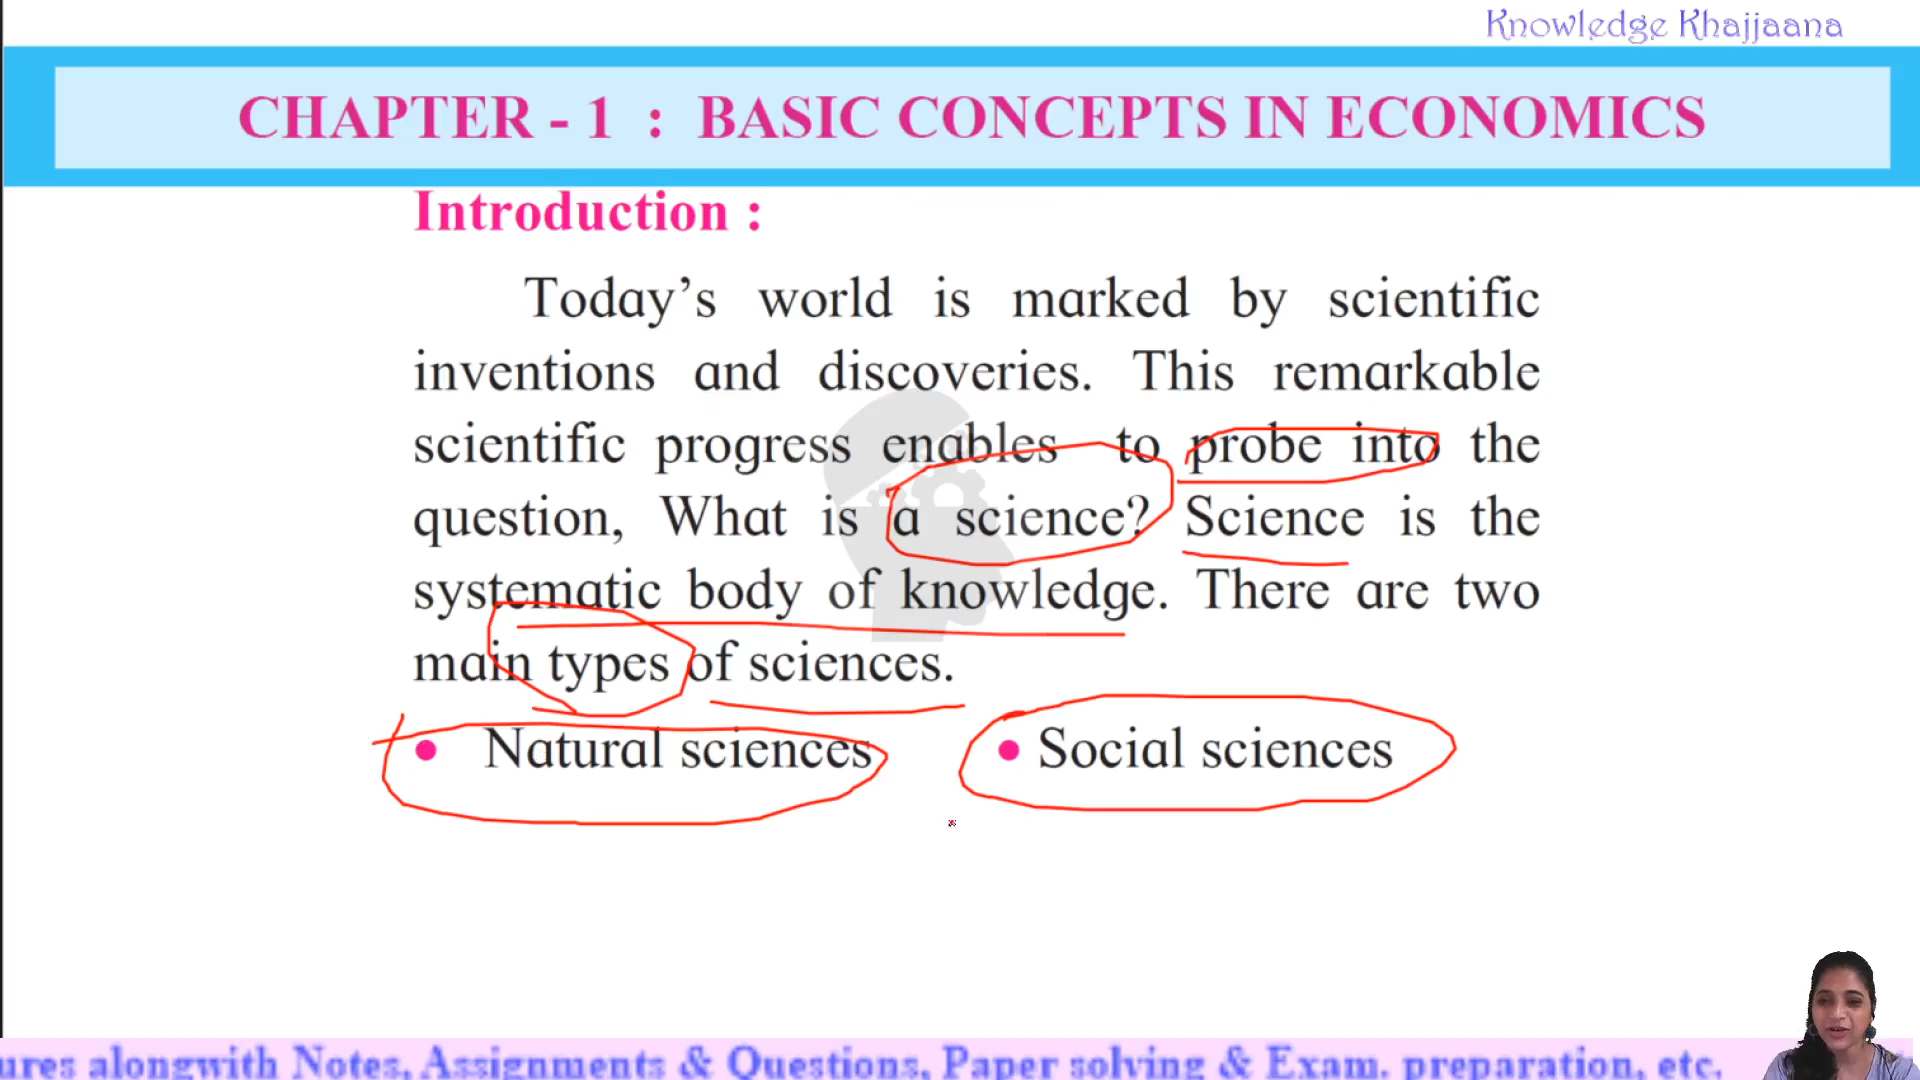 Knowledge Khajjaana
CHAPTER - 1 : BASIC CONCEPTS IN ECONOMICS
Introduction :
Today's world is marked by scientific
inventions and discoveries. This remarkable
scientific progress enables to probe into the
question, What is a science? Science is the
systematic body of knowledge. There are two
main types of sciences.
• Natural sciences • Social sciences
ures alongwith Notes, Assignments & Questions, Paper solving & Exam. preparation, etc.